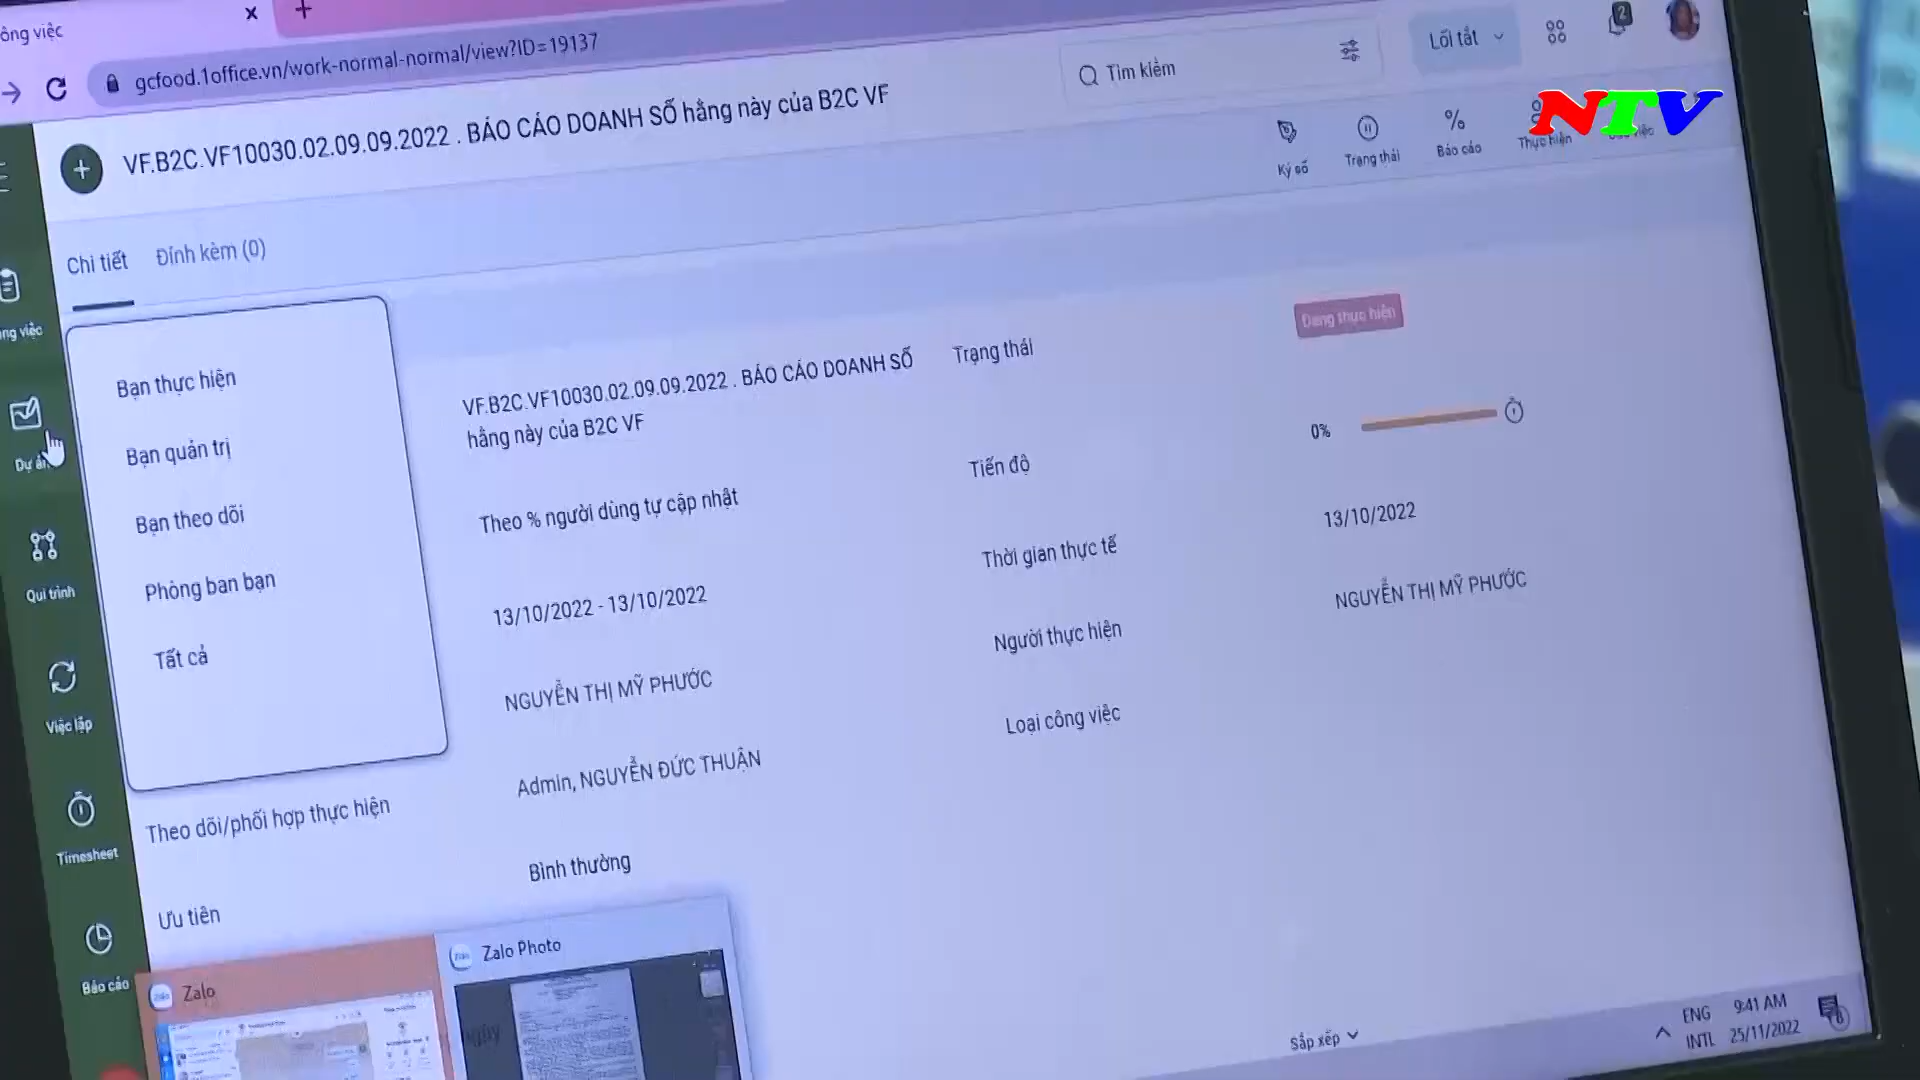 ông việc
gcfood.1office.vn/work-normal-normal/view?ID=19137
Tìm kiếm
Lối tắt
2
VF.B2C.VF10030.02.09.09.2022 . BÁO CÁO DOANH SỐ hằng này của B2C VF
Ký số
Trạng thái
Báo cáo
Thực hiện
NTV
Chi tiết
Đính kèm (0)
ng việc
Dự án
Qui trình
Việc lặp
Timesheet
Báo cáo
Bạn thực hiện
Bạn quản trị
Bạn theo dõi
Phòng ban bạn
Tất cả
VF.B2C.VF10030.02.09.09.2022 . BÁO CÁO DOANH SỐ
hằng này của B2C VF
Trạng thái
Đang thực hiện
Theo % người dùng tự cập nhật
Tiến độ
0%
13/10/2022 - 13/10/2022
Thời gian thực tế
13/10/2022
NGUYỄN THỊ MỸ PHƯỚC
Người thực hiện
NGUYỄN THỊ MỸ PHƯỚC
Admin, NGUYỄN ĐỨC THUẬN
Loại công việc
Theo dõi/phối hợp thực hiện
Bình thường
Ưu tiên
Zalo
Zalo Photo
Sắp xếp
ENG
INTL
9:41 AM
25/11/2022